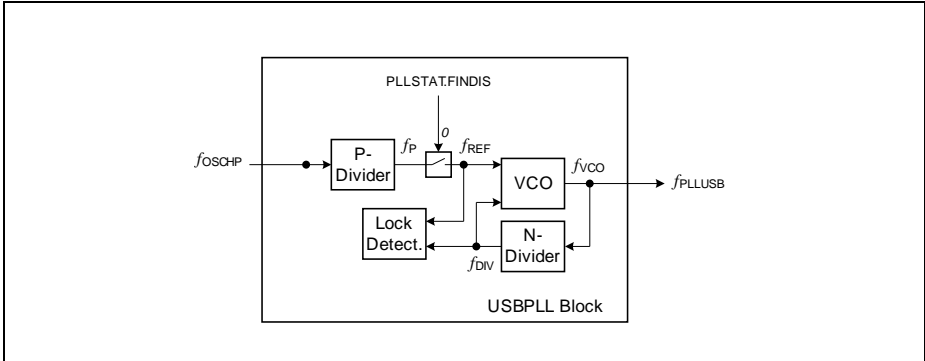 PLLSTAT.FINDIS
0
fOSCHP
P-
Divider
fP
fREF
VCO
fVCO
fPLLUSB
Lock
Detect.
fDIV
N-
Divider
USBPLL Block